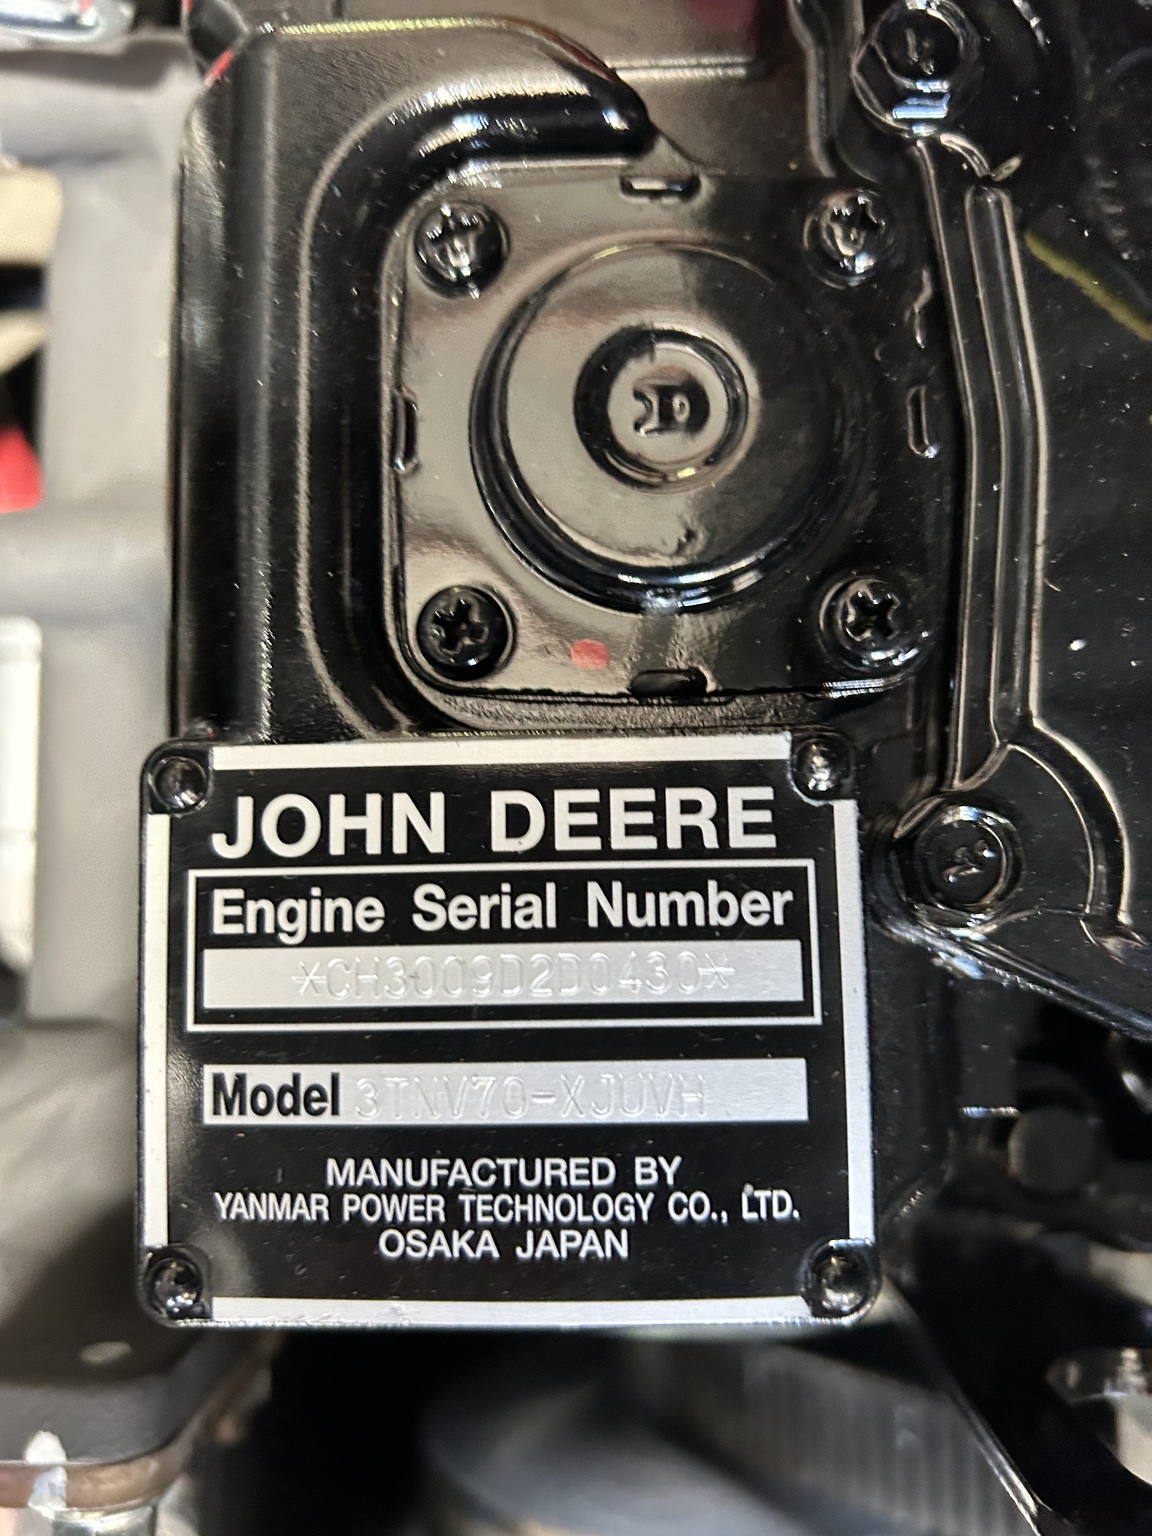 JOHN DEERE
Engine Serial Number
*CH3009D2D0430*
Model 3TNV70-XJUVH
MANUFACTURED BY
YANMAR POWER TECHNOLOGY CO., LTD.
OSAKA JAPAN